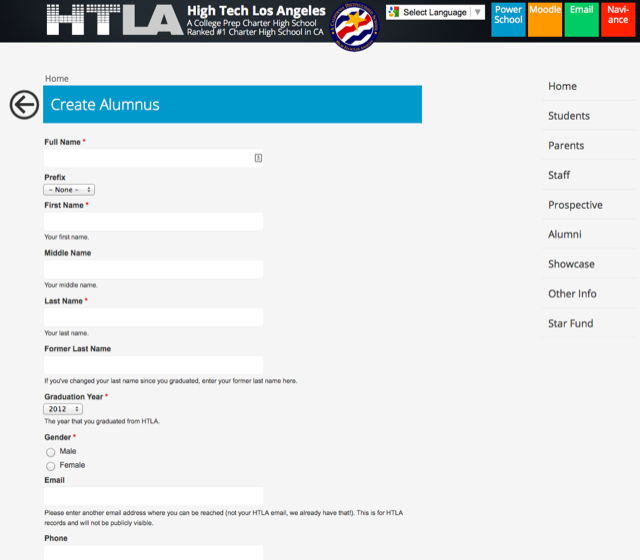 HTLA
High Tech Los Angeles
A College Prep Charter High School
Ranked #1 Charter High School in CA
Select Language
Power School
Moodle
Email
Navi-
ance
Home
Create Alumnus
Full Name *
Prefix
- None -
First Name *
Your first name.
Middle Name
Your middle name.
Last Name *
Your last name.
Former Last Name
If you've changed your last name since you graduated, enter your former last name here.
Graduation Year *
2012
The year that you graduated from HTLA.
Gender *
Male
Female
Email
Please enter another email address where you can be reached (not your HTLA email, we already have that!). This is for HTLA
records and will not be publicly visible.
Phone
Home
Students
Parents
Staff
Prospective
Alumni
Showcase
Other Info
Star Fund